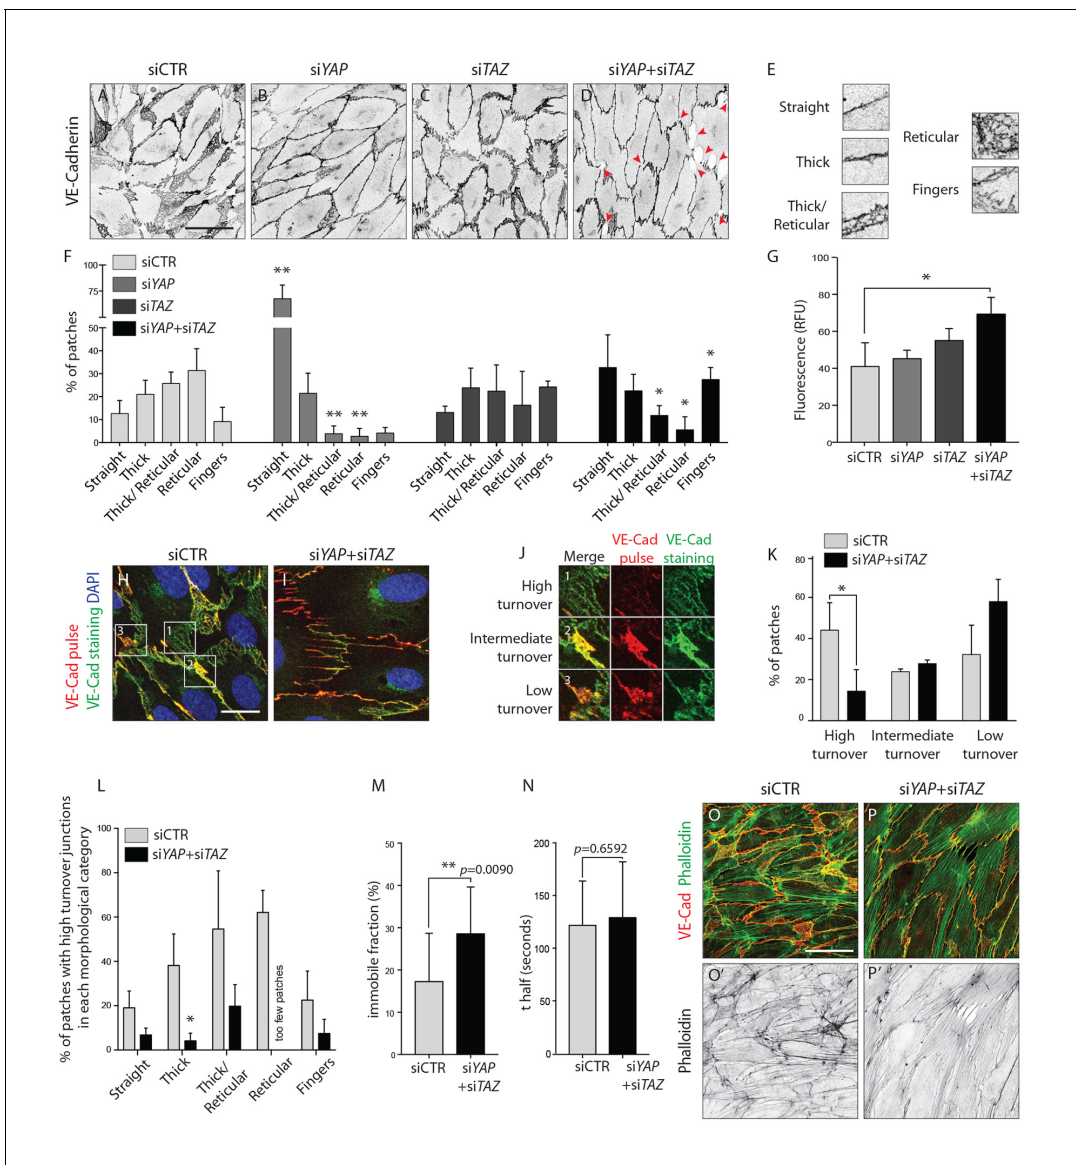 siCTR
siYAP
siTAZ
siYAP+siTAZ
VE-Cadherin
A
B
C
D
E
Straight
Thick
Thick/
Reticular
Reticular
Fingers
F
siCTR
siYAP
siTAZ
siYAP+siTAZ
% of patches
100
75
50
30
20
10
0
**
** **
*
*
*
Straight
Thick
Thick/ Reticular
Reticular
Fingers
Straight
Thick
Thick/ Reticular
Reticular
Fingers
Straight
Thick
Thick/ Reticular
Reticular
Fingers
Straight
Thick
Thick/ Reticular
Reticular
Fingers
G
Fluorescence (RFU)
100
80
60
40
20
0
*
siCTR
siYAP
siTAZ
siYAP
+siTAZ
siCTR
siYAP+siTAZ
VE-Cad pulse
VE-Cad staining DAPI
H
1
2
3
I
J
Merge
VE-Cad
pulse
VE-Cad
staining
High
turnover
1
Intermediate
turnover
2
Low
turnover
3
K
siCTR
siYAP+siTAZ
% of patches
80
60
40
20
0
*
High
turnover
Intermediate
turnover
Low
turnover
L
siCTR
siYAP+siTAZ
% of patches with high turnover junctions
in each morphological category
100
80
60
40
20
0
*
too few patches
Straight
Thick
Thick/
Reticular
Reticular
Fingers
M
immobile fraction (%)
50
40
30
20
10
0
**
p=0.0090
siCTR
siYAP
+siTAZ
N
t half (seconds)
200
150
100
50
0
p=0.6592
siCTR
siYAP
+siTAZ
siCTR
siYAP+siTAZ
VE-Cad Phalloidin
O
P
Phalloidin
O'
P'